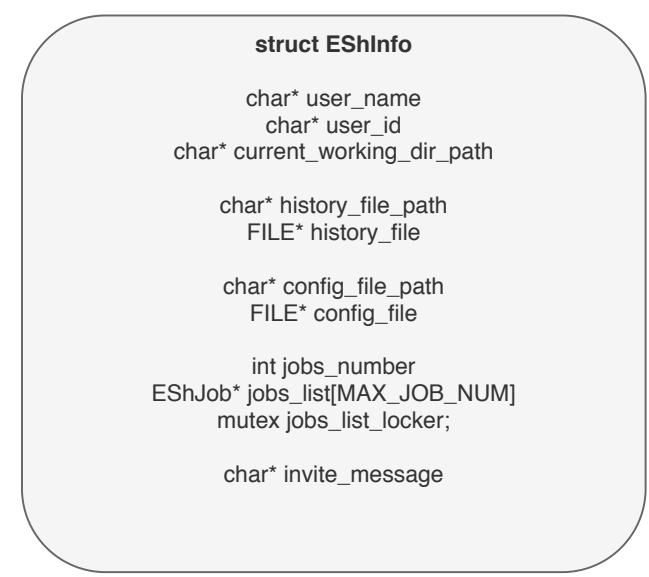 struct EShInfo
char* user_name
char* user_id
char* current_working_dir_path
char* history_file_path
FILE* history_file
char* config_file_path
FILE* config_file
int jobs_number
EShJob* jobs_list[MAX_JOB_NUM]
mutex jobs_list_locker;
char* invite_message